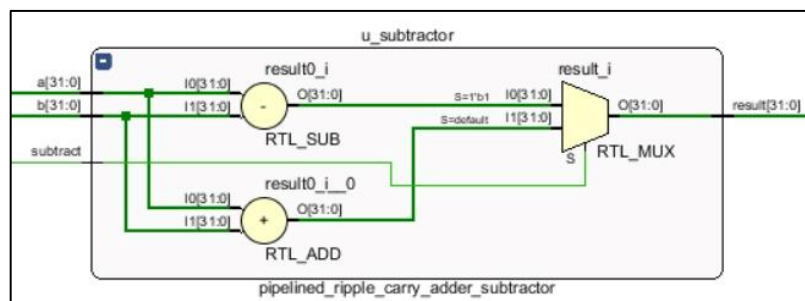 u_subtractor
-
result0_i
result_i
a[31:0]
I0[31:0]
O[31:0]
S=1'b1
I0[31:0]
O[31:0]
result[31:0]
b[31:0]
I1[31:0]
-
S=default
I1[31:0]
RTL_SUB
S
RTL_MUX
subtract
result0_i__0
I0[31:0]
O[31:0]
I1[31:0]
+
RTL_ADD
pipelined_ripple_carry_adder_subtractor